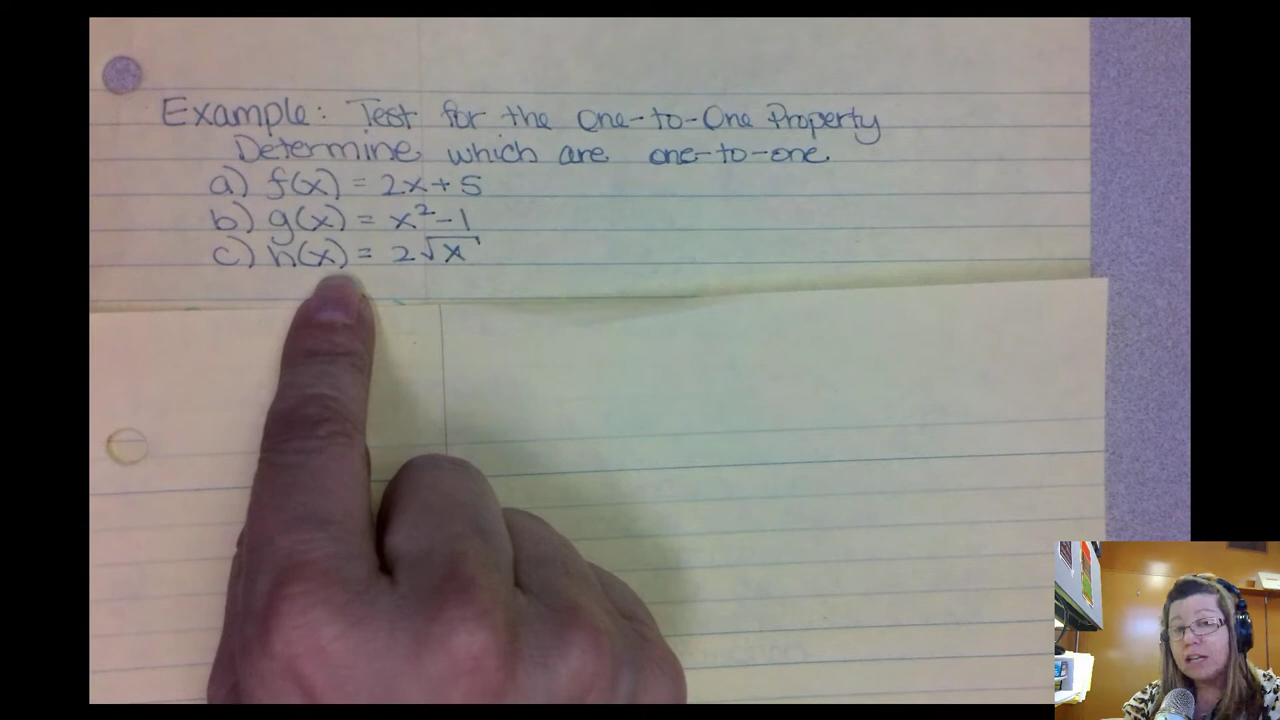 Example: Test for the One-to-One Property
Determine which are one-to-one
a) f(x) = 2x+5
b) g(x) = x²-1
c) h(x) = 2√x